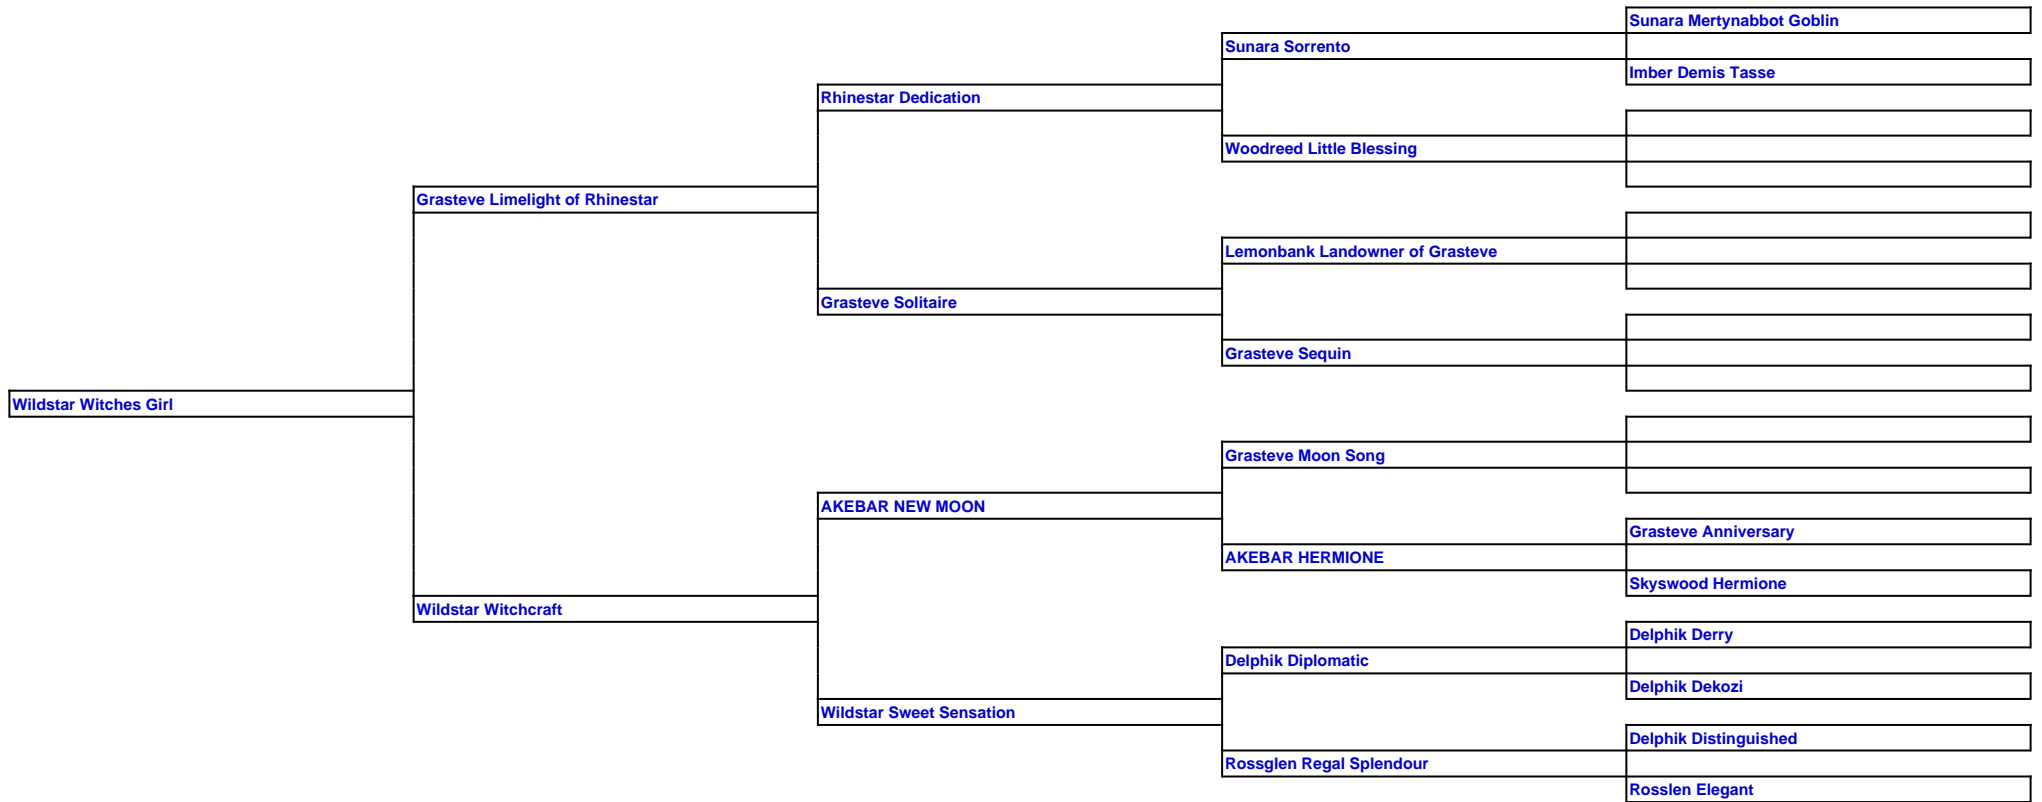 Sunara Mertynabbot Goblin
Sunara Sorrento
Imber Demis Tasse
Rhinestar Dedication
Woodreed Little Blessing
Grasteve Limelight of Rhinestar
Lemonbank Landowner of Grasteve
Grasteve Solitaire
Grasteve Sequin
Wildstar Witches Girl
Grasteve Moon Song
AKEBAR NEW MOON
Grasteve Anniversary
AKEBAR HERMIONE
Skyswood Hermione
Wildstar Witchcraft
Delphik Derry
Delphik Diplomatic
Delphik Dekozi
Wildstar Sweet Sensation
Delphik Distinguished
Rossglen Regal Splendour
Rosslen Elegant